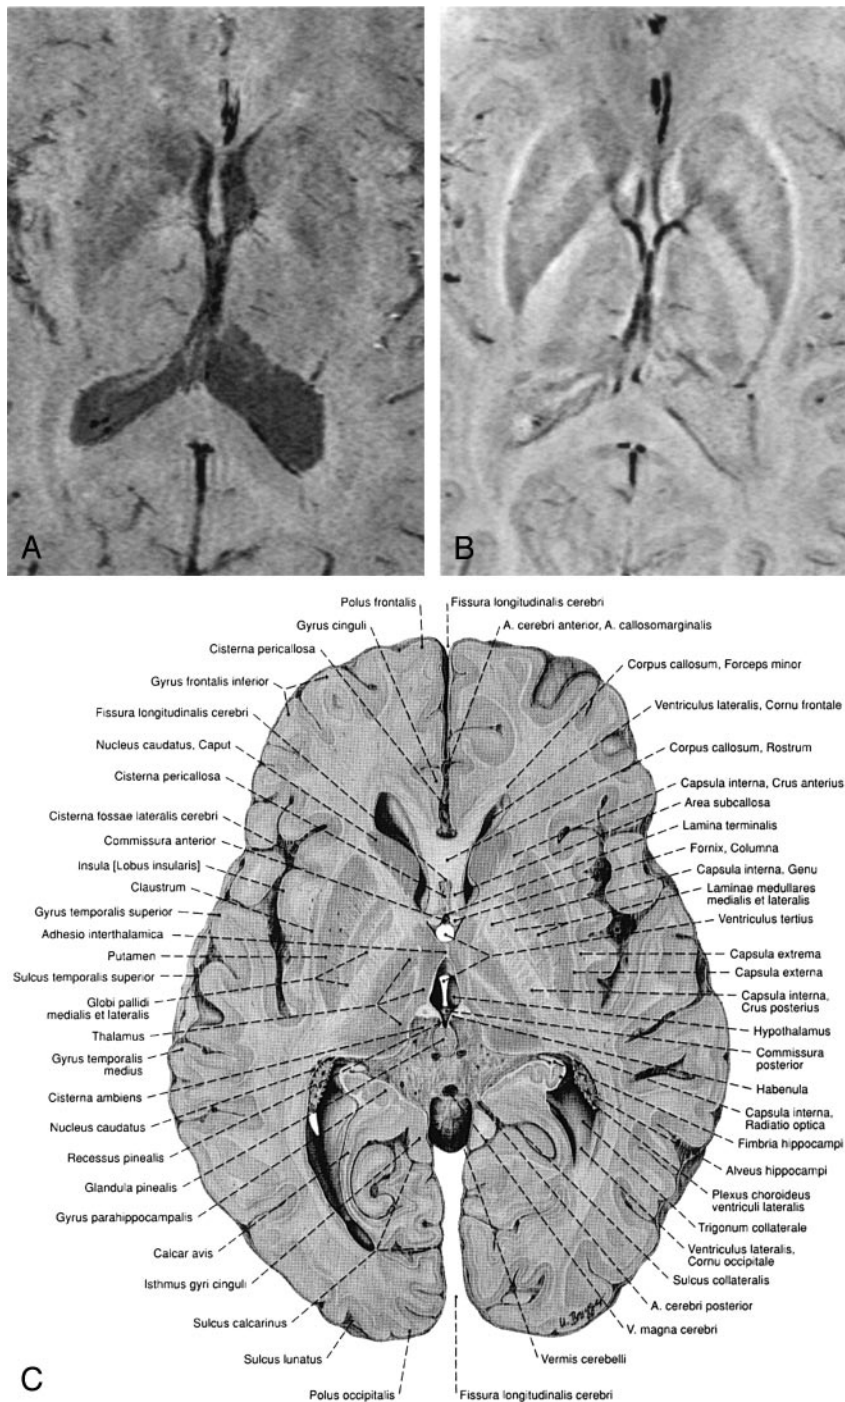 A
B
Polus frontalis
Gyrus cinguli
Cisterna pericallosa
Gyrus frontalis inferior
Fissura longitudinalis cerebri
Nucleus caudatus, Caput
Cisterna pericallosa
Cisterna fossae lateralis cerebri
Commissura anterior
Insula [Lobus insularis]
Claustrum
Gyrus temporalis superior
Adhesio interthalamica
Putamen
Sulcus temporalis superior
Globi pallidi
medialis et lateralis
Thalamus
Gyrus temporalis
medius
Cisterna ambiens
Nucleus caudatus
Recessus pinealis
Glandula pinealis
Gyrus parahippocampalis
Calcar avis
Isthmus gyri cinguli
Sulcus calcarinus
Sulcus lunatus
Polus occipitalis
Fissura longitudinalis cerebri
A. cerebri anterior, A. callosomarginalis
Corpus callosum, Forceps minor
Ventriculus lateralis, Cornu frontale
Corpus callosum, Rostrum
Capsula interna, Crus anterius
Area subcallosa
Lamina terminalis
Fornix, Columna
Capsula interna, Genu
Laminae medullares
medialis et lateralis
Ventriculus tertius
Capsula extrema
Capsula externa
Capsula interna,
Crus posterius
Hypothalamus
Commissura
posterior
Habenula
Capsula interna,
Radiatio optica
Fimbria hippocampi
Alveus hippocampi
Plexus choroideus
ventriculi lateralis
Trigonum collaterale
Ventriculus lateralis,
Cornu occipitale
Sulcus collateralis
A. cerebri posterior
V. magna cerebri
Vermis cerebelli
Fissura longitudinalis cerebri
C